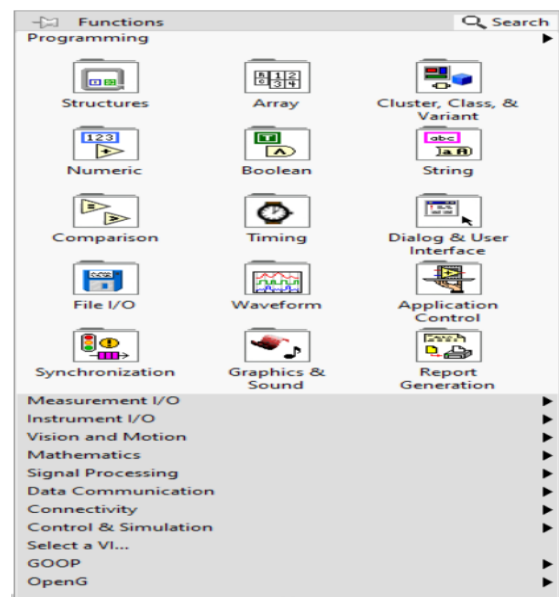 Functions Search
Programming
Structures Array Cluster, Class, &
Variant
123 abc
Numeric Boolean String
Comparison Timing Dialog & User
Interface
File I/O Waveform Application
Control
Synchronization Graphics & Report
Sound Generation
Measurement I/O
Instrument I/O
Vision and Motion
Mathematics
Signal Processing
Data Communication
Connectivity
Control & Simulation
Select a VI...
GOOP
OpenG